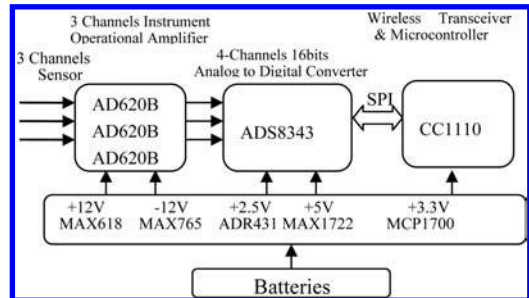 3 Channels Instrument
Operational Amplifier
Wireless Transceiver
& Microcontroller
3 Channels
Sensor
4-Channels 16bits
Analog to Digital Converter
AD620B
AD620B
AD620B
ADS8343
SPI
CC1110
+12V -12V +2.5V +5V +3.3V
MAX618 MAX765 ADR431 MAX1722 MCP1700
Batteries